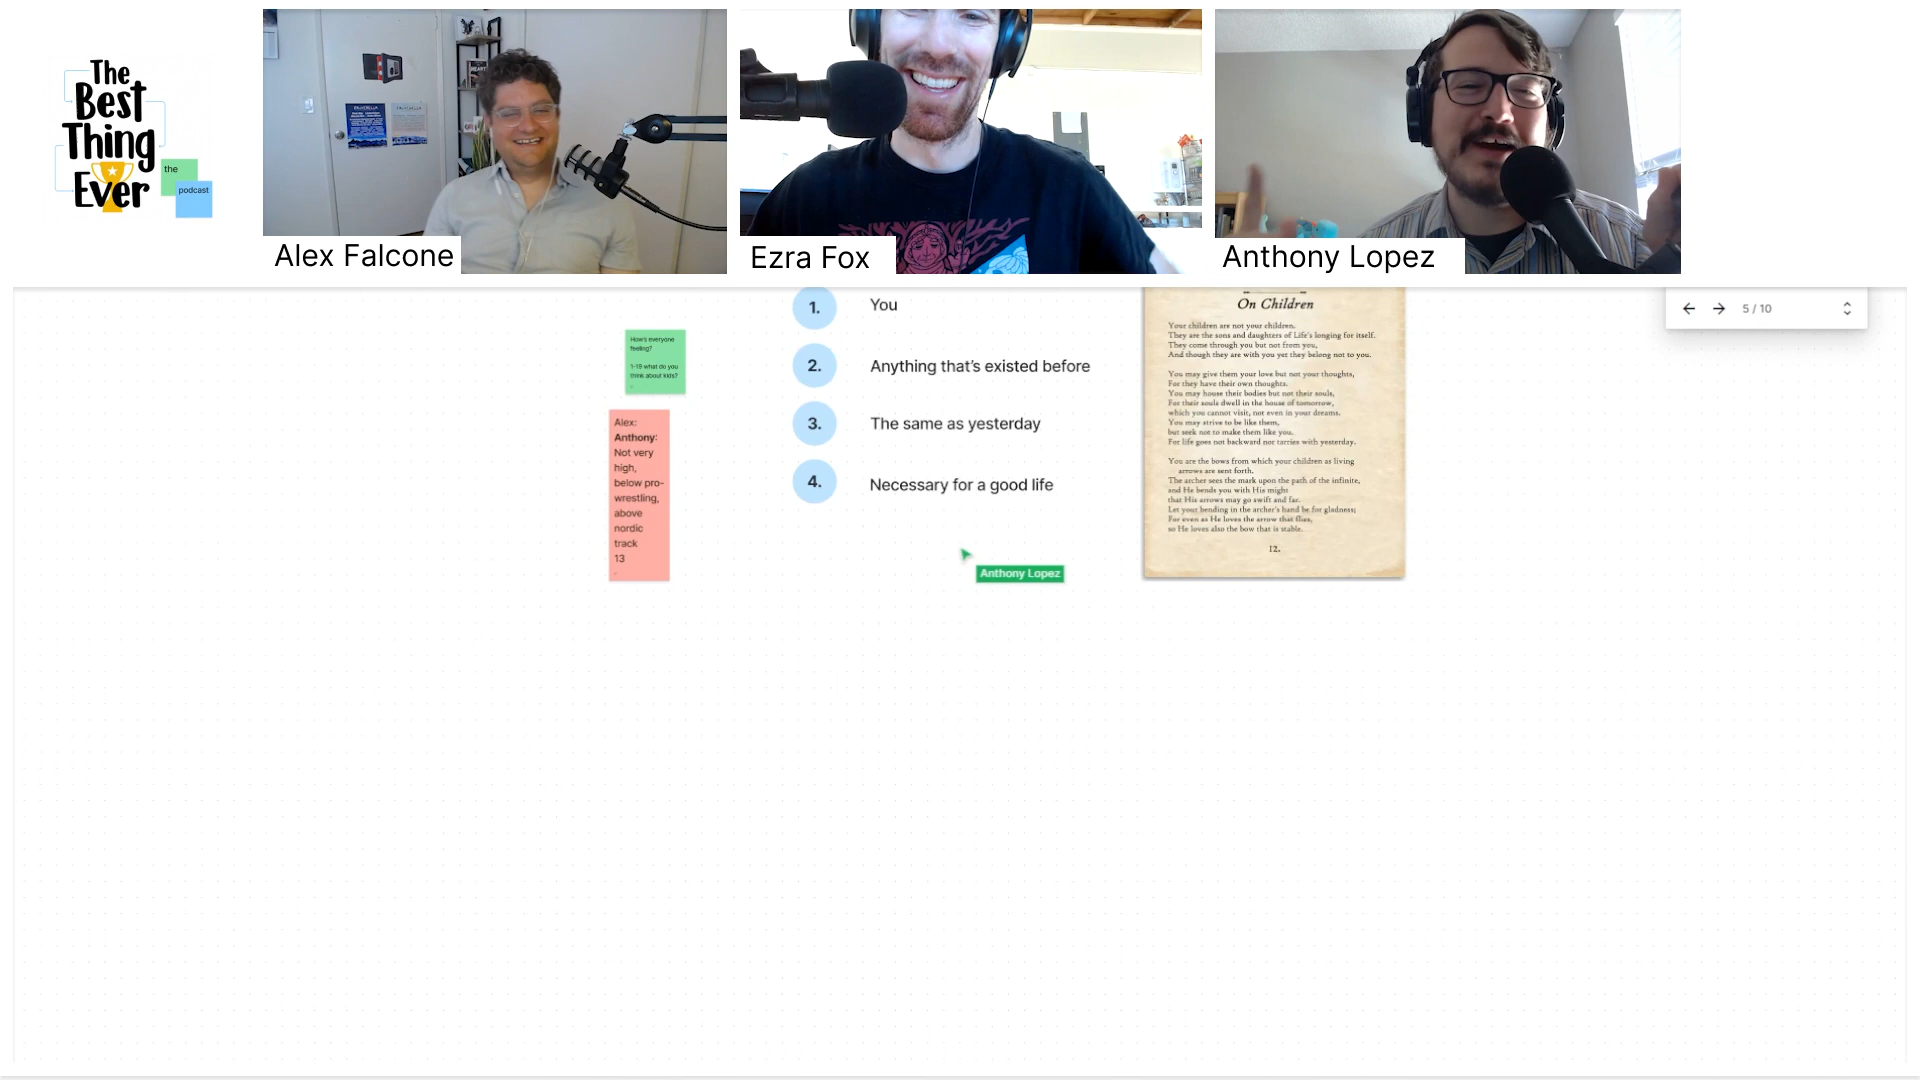 The
Best
Thing
Ever
the
podcast
Alex Falcone
Ezra Fox
Anthony Lopez
5 / 10
How's everyone
feeling?
1-19 what do you
think about kids?
Alex:
Anthony:
Not very
high,
below pro-
wrestling,
above
nordic
track
13
1.
You
2.
Anything that's existed before
3.
The same as yesterday
4.
Necessary for a good life
Anthony Lopez
On Children
Your children are not your children.
They are the sons and daughters of Life's longing for itself.
They come through you but not from you,
And though they are with you yet they belong not to you.
You may give them your love but not your thoughts,
For they have their own thoughts.
You may house their bodies but not their souls,
For their souls dwell in the house of tomorrow,
which you cannot visit, not even in your dreams.
You may strive to be like them,
but seek not to make them like you.
For life goes not backward nor tarries with yesterday.
You are the bows from which your children as living
arrows are sent forth.
The archer sees the mark upon the path of the infinite,
and He bends you with His might
that His arrows may go swift and far.
Let your bending in the archer's hand be for gladness;
For even as He loves the arrow that flies,
so He loves also the bow that is stable.
12.